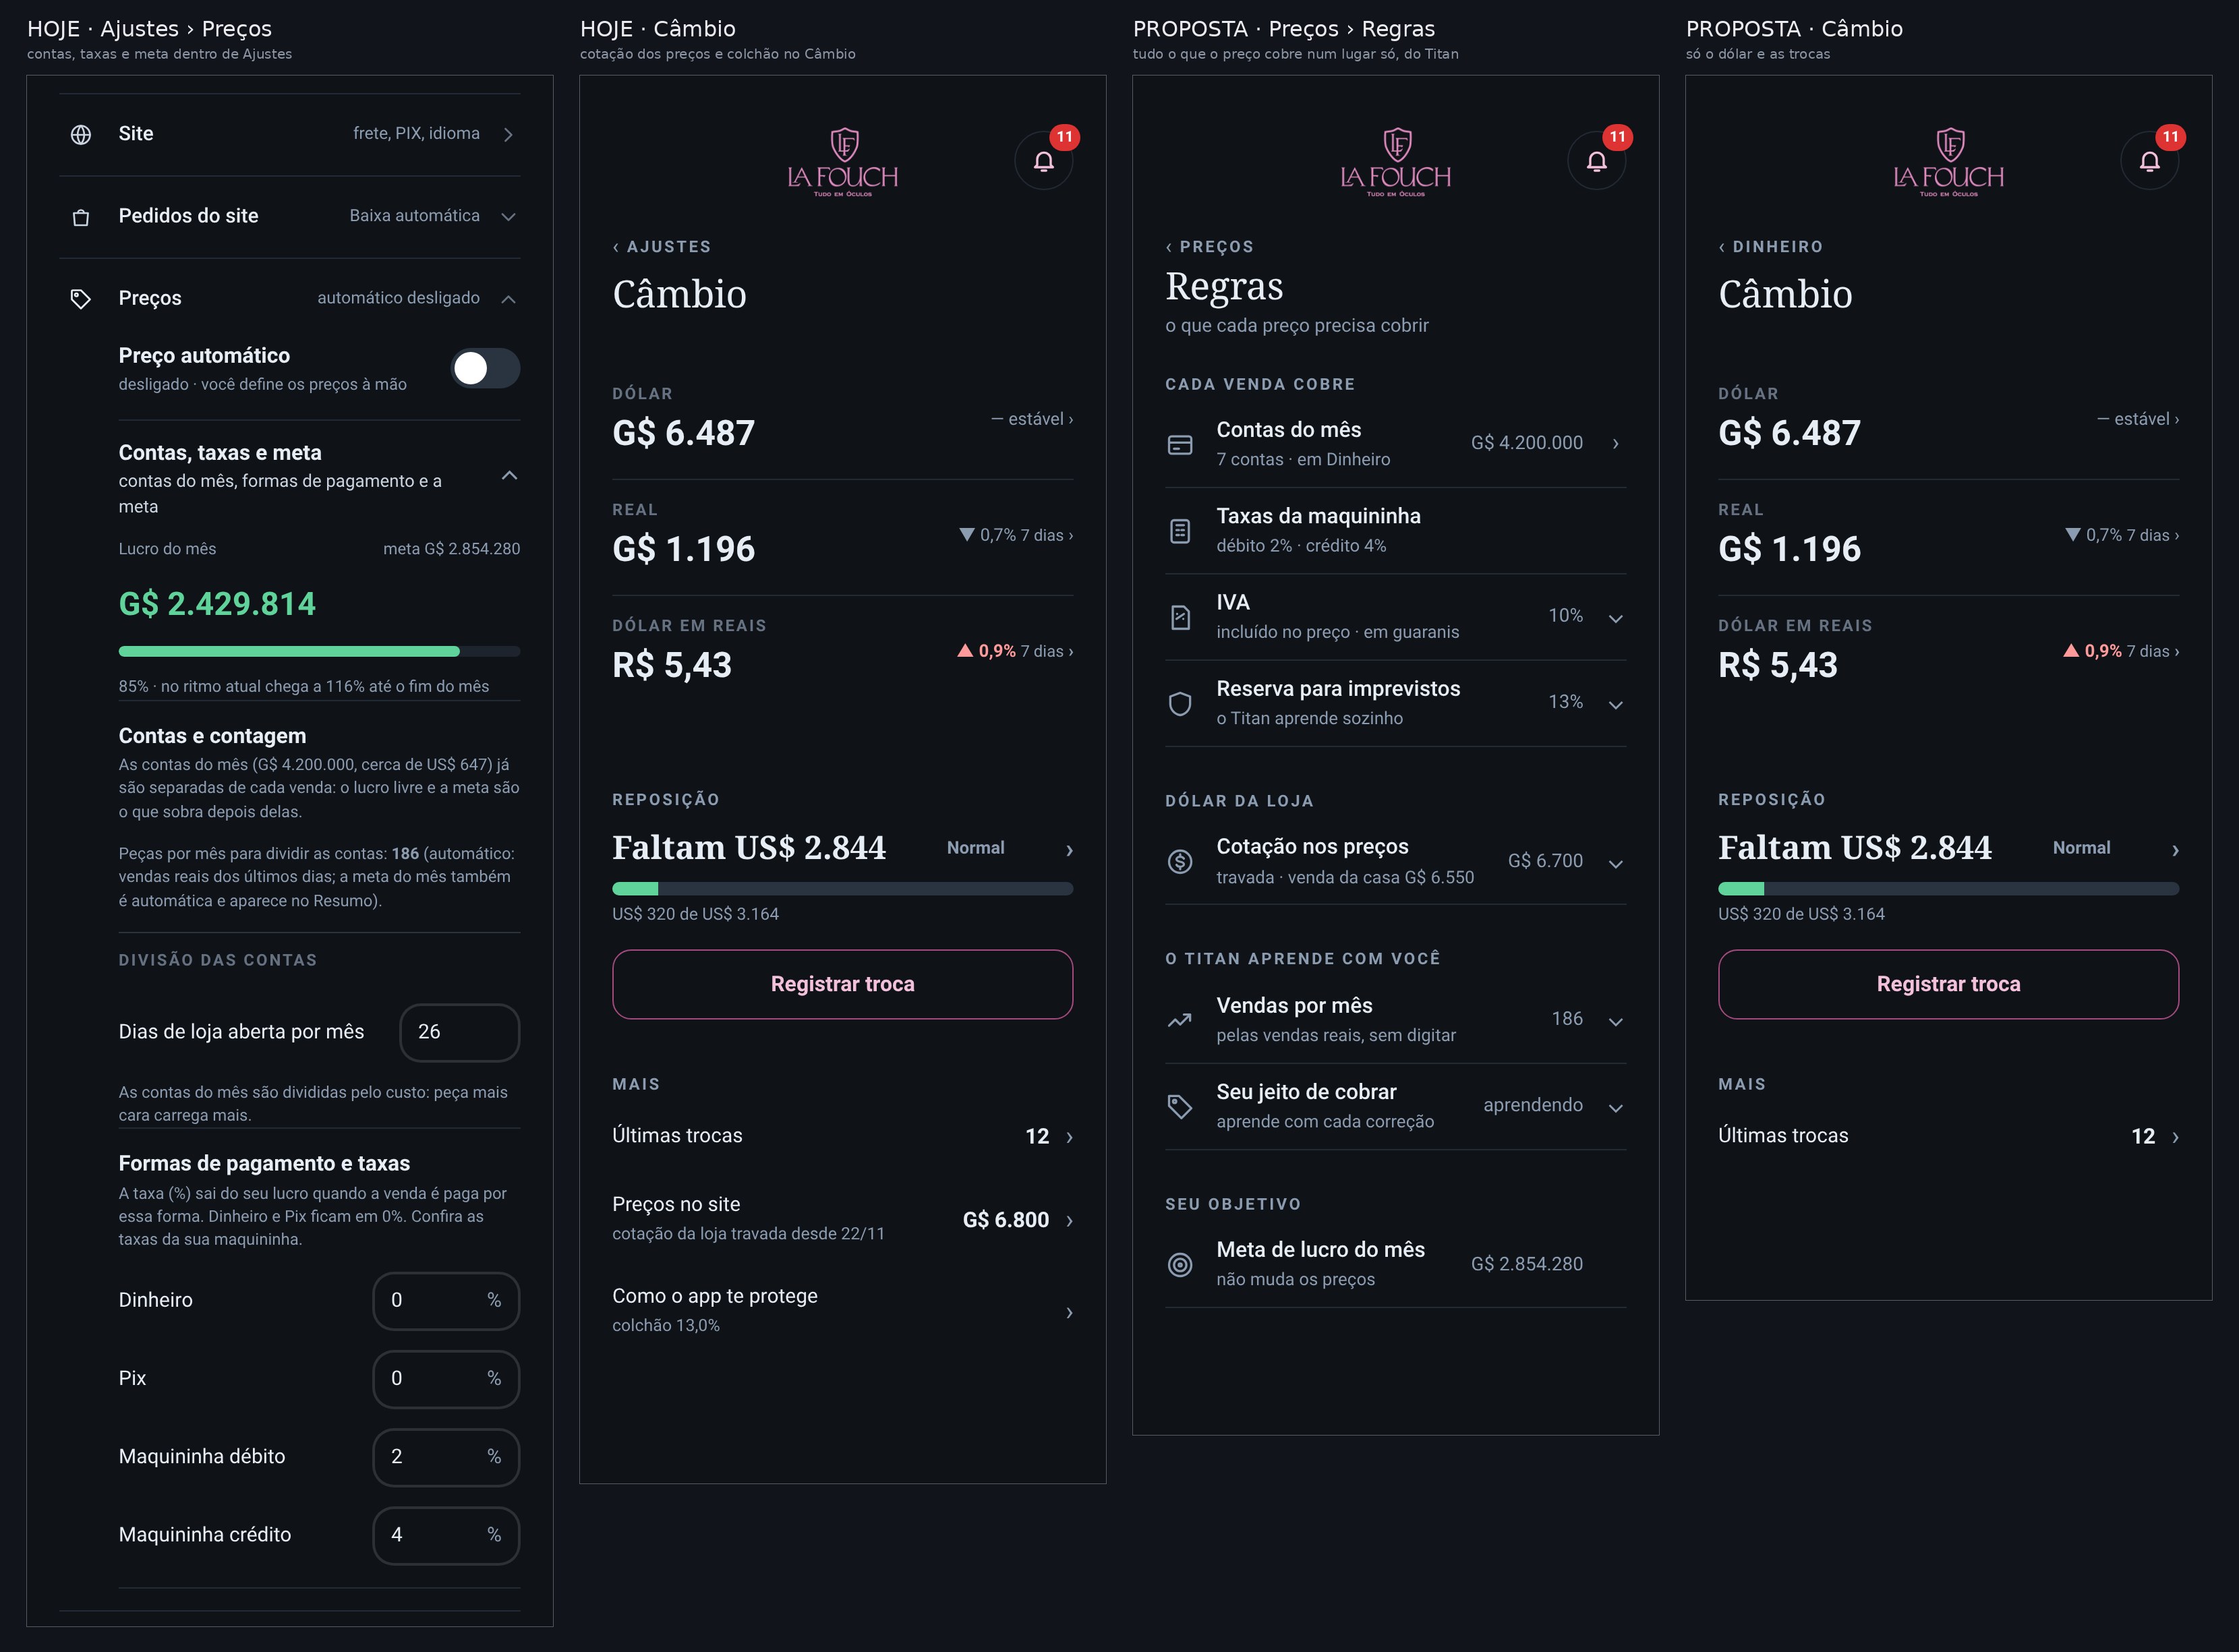 HOJE · Ajustes › Preços
contas, taxas e meta dentro de Ajustes
Site
frete, PIX, idioma
Pedidos do site
Baixa automática
Preços
automático desligado
Preço automático
desligado · você define os preços à mão
Contas, taxas e meta
contas do mês, formas de pagamento e a
meta
Lucro do mês
meta G$ 2.854.280
G$ 2.429.814
85% · no ritmo atual chega a 116% até o fim do mês
Contas e contagem
As contas do mês (G$ 4.200.000, cerca de US$ 647) já
são separadas de cada venda: o lucro livre e a meta são
o que sobra depois delas.
Peças por mês para dividir as contas: 186 (automático:
vendas reais dos últimos dias; a meta do mês também
é automática e aparece no Resumo).
DIVISÃO DAS CONTAS
Dias de loja aberta por mês
26
As contas do mês são divididas pelo custo: peça mais
cara carrega mais.
Formas de pagamento e taxas
A taxa (%) sai do seu lucro quando a venda é paga por
essa forma. Dinheiro e Pix ficam em 0%. Confira as
taxas da sua maquininha.
Dinheiro
0 %
Pix
0 %
Maquininha débito
2 %
Maquininha crédito
4 %
HOJE · Câmbio
cotação dos preços e colchão no Câmbio
LF
LA FOUCH
TUDO EM ÓCULOS
11
‹ AJUSTES
Câmbio
DÓLAR
G$ 6.487
— estável ›
REAL
G$ 1.196
▼ 0,7% 7 dias ›
DÓLAR EM REAIS
R$ 5,43
▲ 0,9% 7 dias ›
REPOSIÇÃO
Faltam US$ 2.844
Normal ›
US$ 320 de US$ 3.164
Registrar troca
MAIS
Últimas trocas
12 ›
Preços no site
cotação da loja travada desde 22/11
G$ 6.800 ›
Como o app te protege
colchão 13,0%
›
PROPOSTA · Preços › Regras
tudo o que o preço cobre num lugar só, do Titan
LF
LA FOUCH
TUDO EM ÓCULOS
11
‹ PREÇOS
Regras
o que cada preço precisa cobrir
CADA VENDA COBRE
Contas do mês
7 contas · em Dinheiro
G$ 4.200.000 ›
Taxas da maquininha
débito 2% · crédito 4%
IVA
incluído no preço · em guaranis
10%
Reserva para imprevistos
o Titan aprende sozinho
13%
DÓLAR DA LOJA
Cotação nos preços
travada · venda da casa G$ 6.550
G$ 6.700
O TITAN APRENDE COM VOCÊ
Vendas por mês
pelas vendas reais, sem digitar
186
Seu jeito de cobrar
aprende com cada correção
aprendendo
SEU OBJETIVO
Meta de lucro do mês
não muda os preços
G$ 2.854.280
PROPOSTA · Câmbio
só o dólar e as trocas
LF
LA FOUCH
TUDO EM ÓCULOS
11
‹ DINHEIRO
Câmbio
DÓLAR
G$ 6.487
— estável ›
REAL
G$ 1.196
▼ 0,7% 7 dias ›
DÓLAR EM REAIS
R$ 5,43
▲ 0,9% 7 dias ›
REPOSIÇÃO
Faltam US$ 2.844
Normal ›
US$ 320 de US$ 3.164
Registrar troca
MAIS
Últimas trocas
12 ›